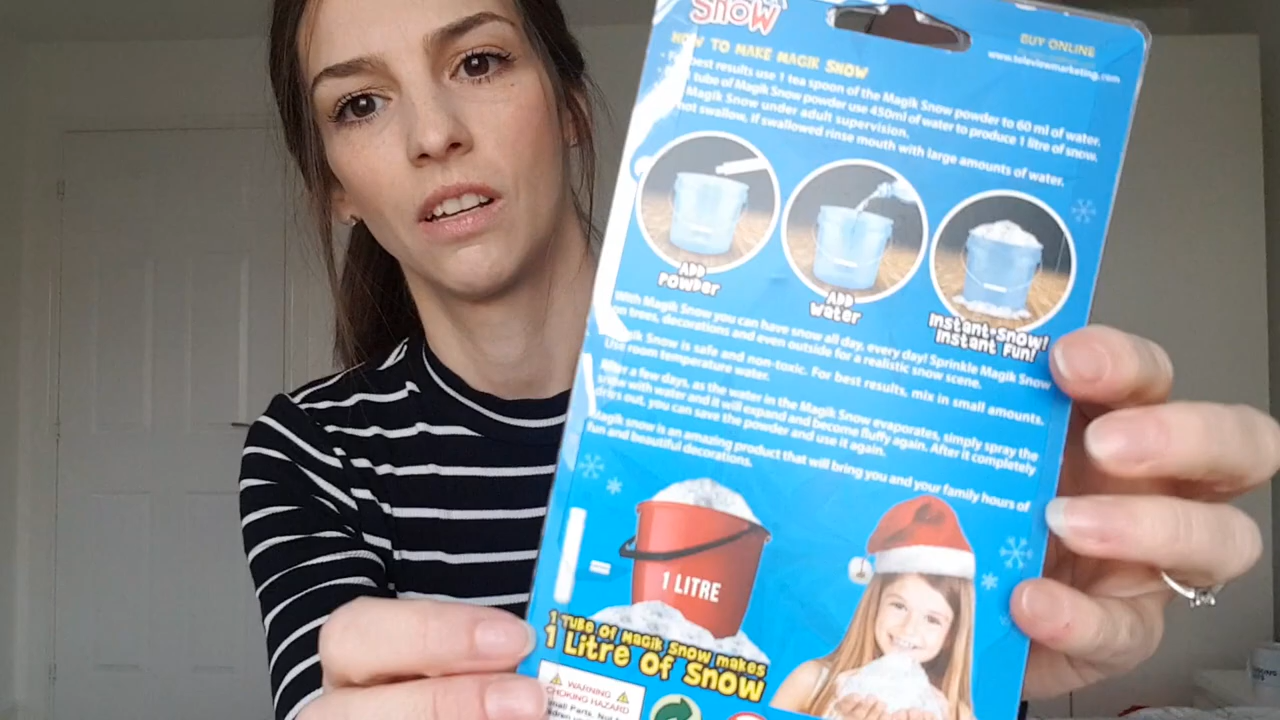 Snow
HOW TO MAKE MAGIK SNOW
BUY ONLINE
www.televiewmarketing.com
best results use 1 tea spoon of the Magik Snow powder to 60 ml of water.
tube of Magik Snow powder use 450ml of water to produce 1 litre of snow.
Magik Snow under adult supervision.
not swallow, if swallowed rinse mouth with large amounts of water.
ADD POWDER
ADD WATER
INSTANT SNOW!
INSTANT FUN!
With Magik Snow you can have snow all day, every day! Sprinkle Magik Snow
on trees, decorations and even outside for a realistic snow scene.
Magik Snow is safe and non-toxic. For best results, mix in small amounts.
Use room temperature water.
After a few days, as the water in the Magik Snow evaporates, simply spray the
snow with water and it will expand and become fluffy again. After it completely
dries out, you can save the powder and use it again.
Magik snow is an amazing product that will bring you and your family hours of
fun and beautiful decorations.
=
1 LITRE
1 TUBE OF MAGIK SNOW MAKES
1 LITRE OF SNOW
WARNING
CHOKING HAZARD
Small Parts. Not